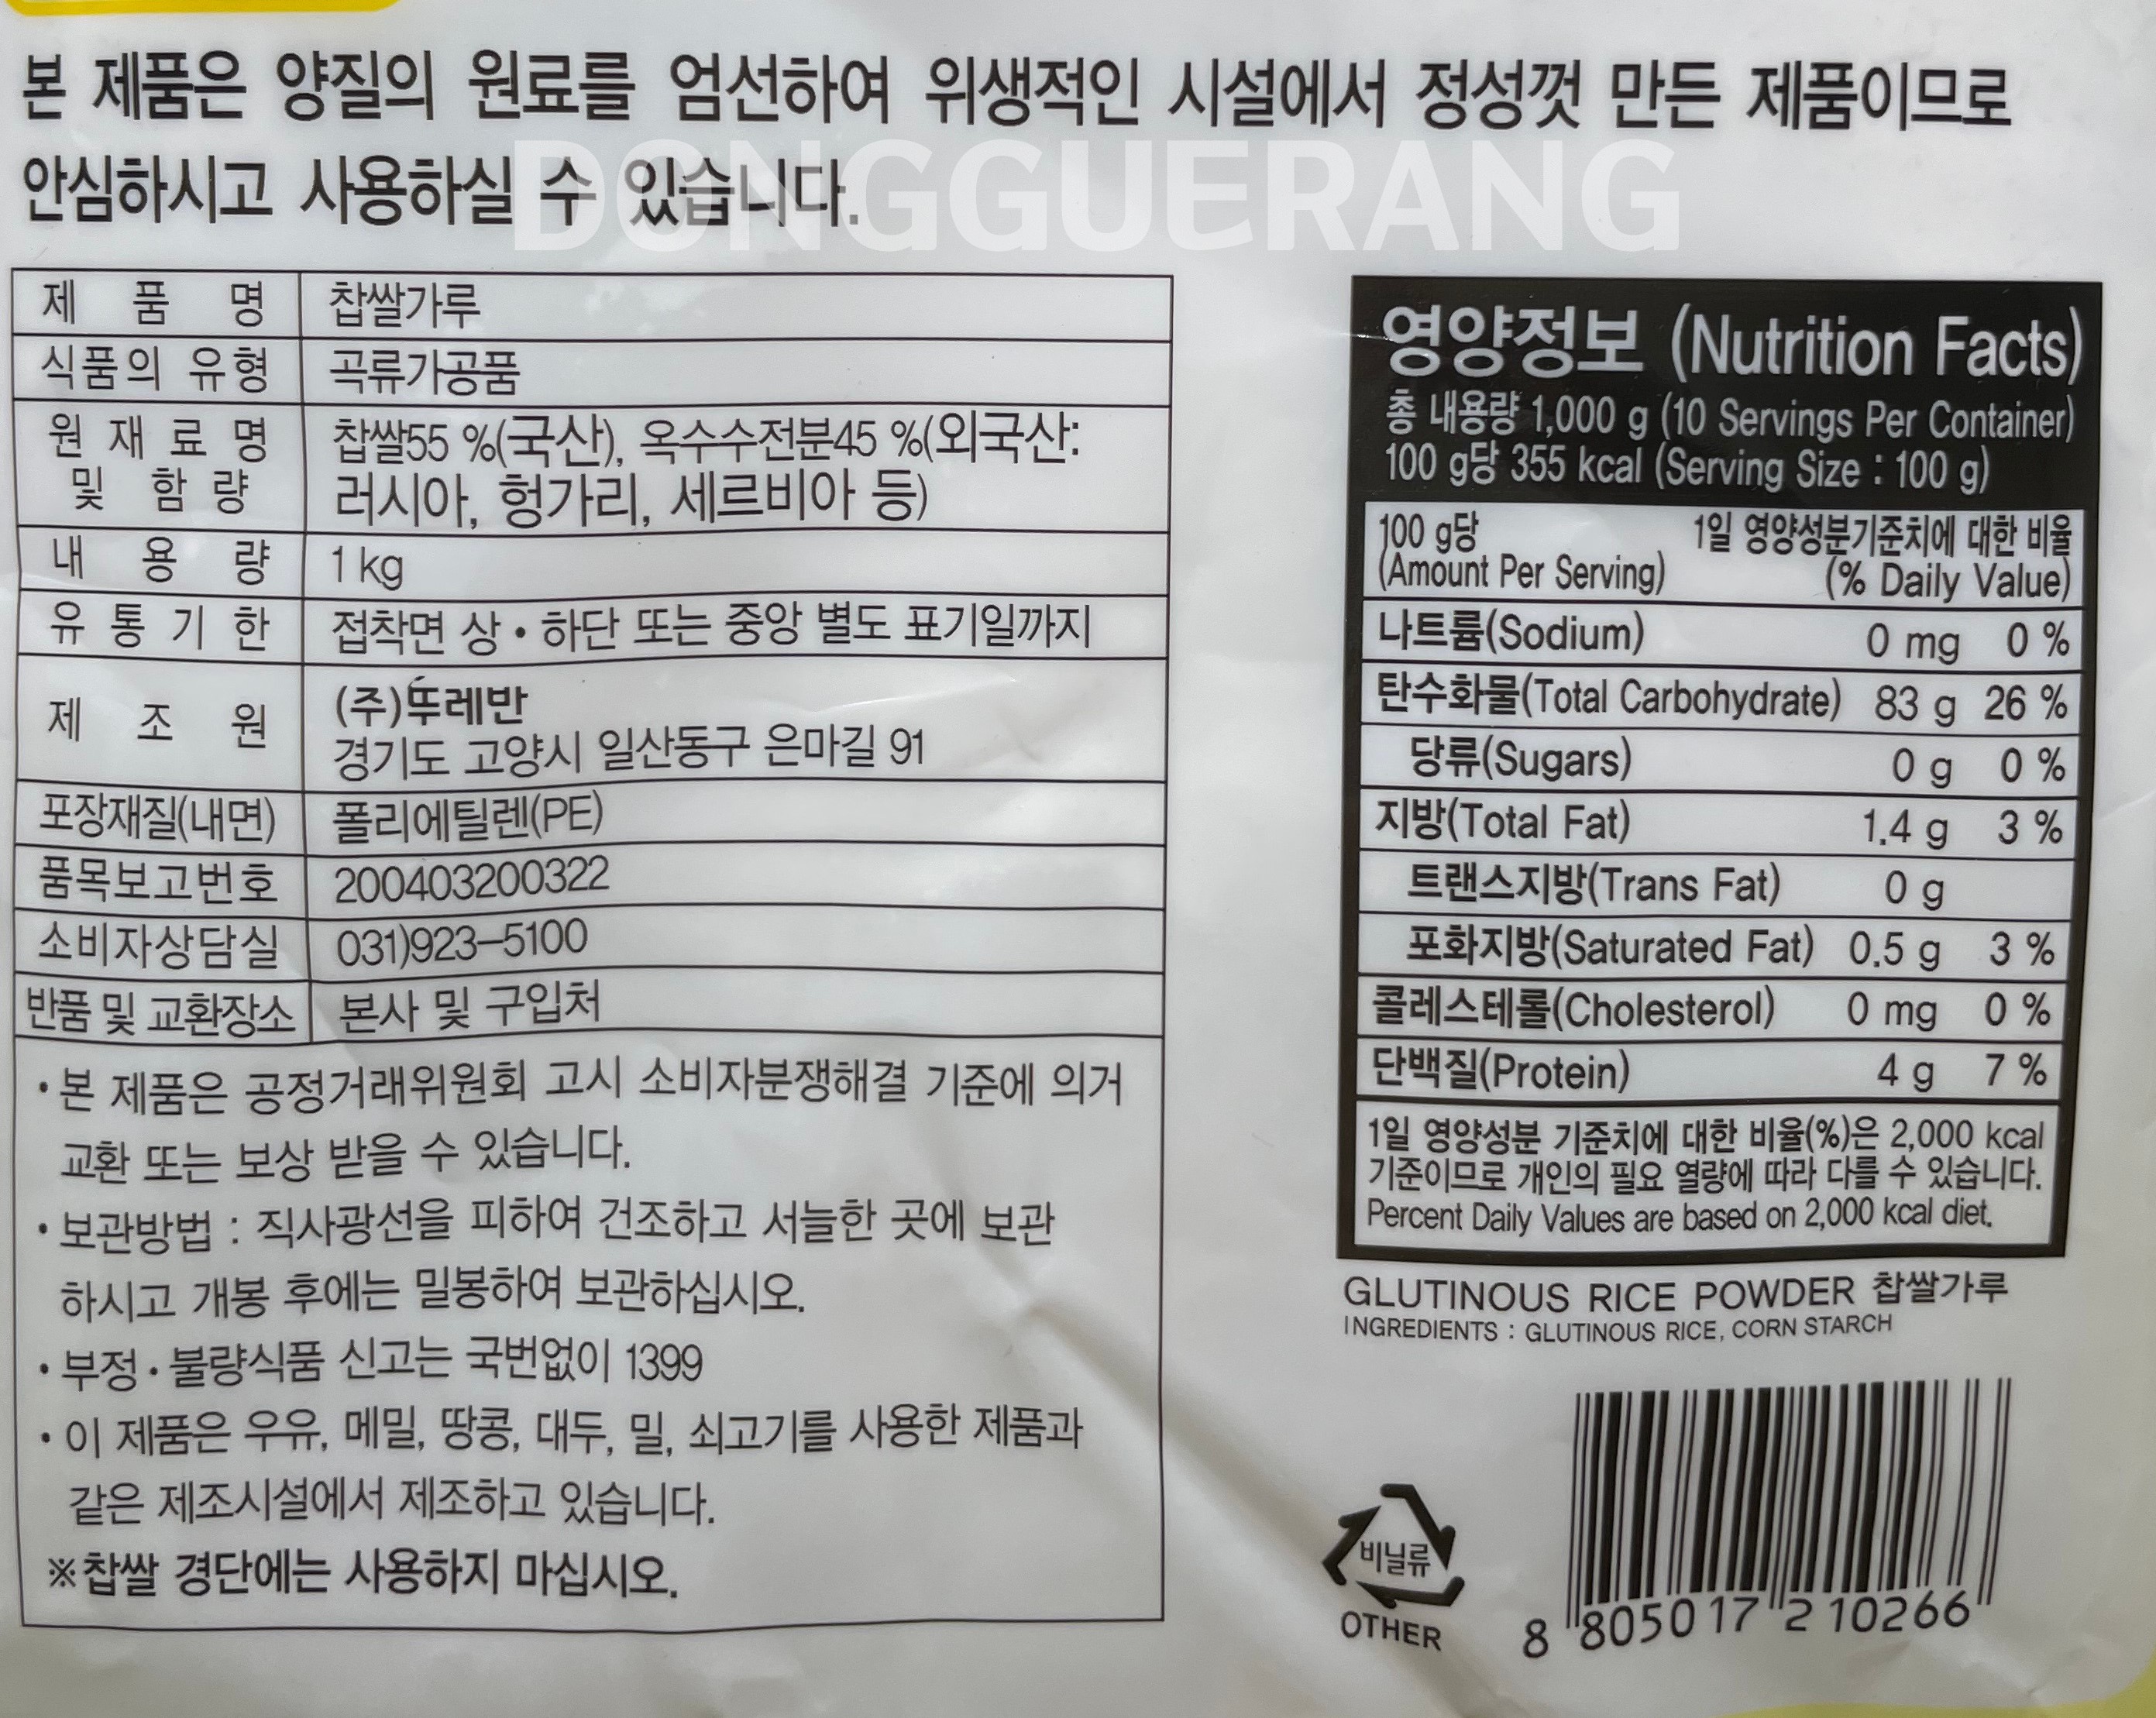 본 제품은 양질의 원료를 엄선하여 위생적인 시설에서 정성껏 만든 제품이므로
안심하시고 사용하실 수 있습니다.
DONGGUERANG
제 품 명 찹쌀가루
식품의 유형 곡류가공품
원 재 료 명 찹쌀55 %(국산), 옥수수전분45 %(외국산:
및 함 량 러시아, 헝가리, 세르비아 등)
내 용 량 1 kg
유 통 기 한 접착면 상・하단 또는 중앙 별도 표기일까지
제 조 원 (주)뚜레반
경기도 고양시 일산동구 은마길 91
포장재질(내면) 폴리에틸렌(PE)
품목보고번호 200403200322
소비자상담실 031)923-5100
반품 및 교환장소 본사 및 구입처
• 본 제품은 공정거래위원회 고시 소비자분쟁해결 기준에 의거
교환 또는 보상 받을 수 있습니다.
• 보관방법 : 직사광선을 피하여 건조하고 서늘한 곳에 보관
하시고 개봉 후에는 밀봉하여 보관하십시오.
• 부정・불량식품 신고는 국번없이 1399
• 이 제품은 우유, 메밀, 땅콩, 대두, 밀, 쇠고기를 사용한 제품과
같은 제조시설에서 제조하고 있습니다.
※찹쌀 경단에는 사용하지 마십시오.
영양정보 (Nutrition Facts)
총 내용량 1,000 g (10 Servings Per Container)
100 g당 355 kcal (Serving Size : 100 g)
100 g당 1일 영양성분기준치에 대한 비율
(Amount Per Serving) (% Daily Value)
나트륨(Sodium) 0 mg 0 %
탄수화물(Total Carbohydrate) 83 g 26 %
당류(Sugars) 0 g 0 %
지방(Total Fat) 1.4 g 3 %
트랜스지방(Trans Fat) 0 g
포화지방(Saturated Fat) 0.5 g 3 %
콜레스테롤(Cholesterol) 0 mg 0 %
단백질(Protein) 4 g 7 %
1일 영양성분 기준치에 대한 비율(%)은 2,000 kcal
기준이므로 개인의 필요 열량에 따라 다를 수 있습니다.
Percent Daily Values are based on 2,000 kcal diet.
GLUTINOUS RICE POWDER 찹쌀가루
INGREDIENTS : GLUTINOUS RICE, CORN STARCH
비닐류
OTHER
8 805017 210266